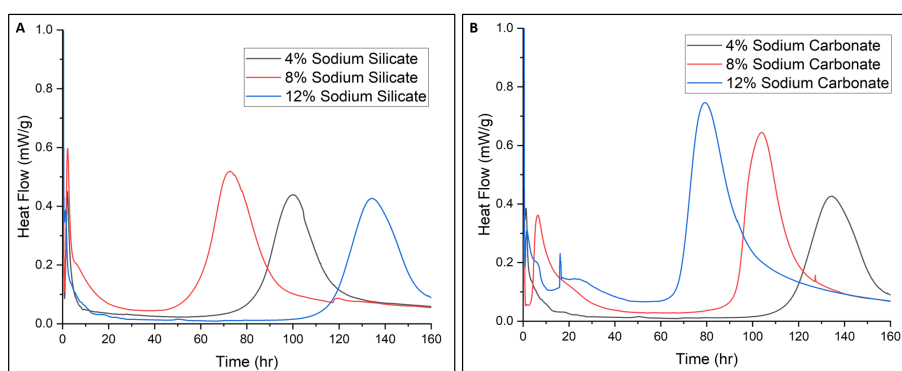 A
4% Sodium Silicate
8% Sodium Silicate
12% Sodium Silicate
Heat Flow (mW/g)
1.0
0.8
0.6
0.4
0.2
0.0
0 20 40 60 80 100 120 140 160
Time (hr)
B
4% Sodium Carbonate
8% Sodium Carbonate
12% Sodium Carbonate
Heat Flow (mW/g)
1.0
0.8
0.6
0.4
0.2
0.0
0 20 40 60 80 100 120 140 160
Time (hr)